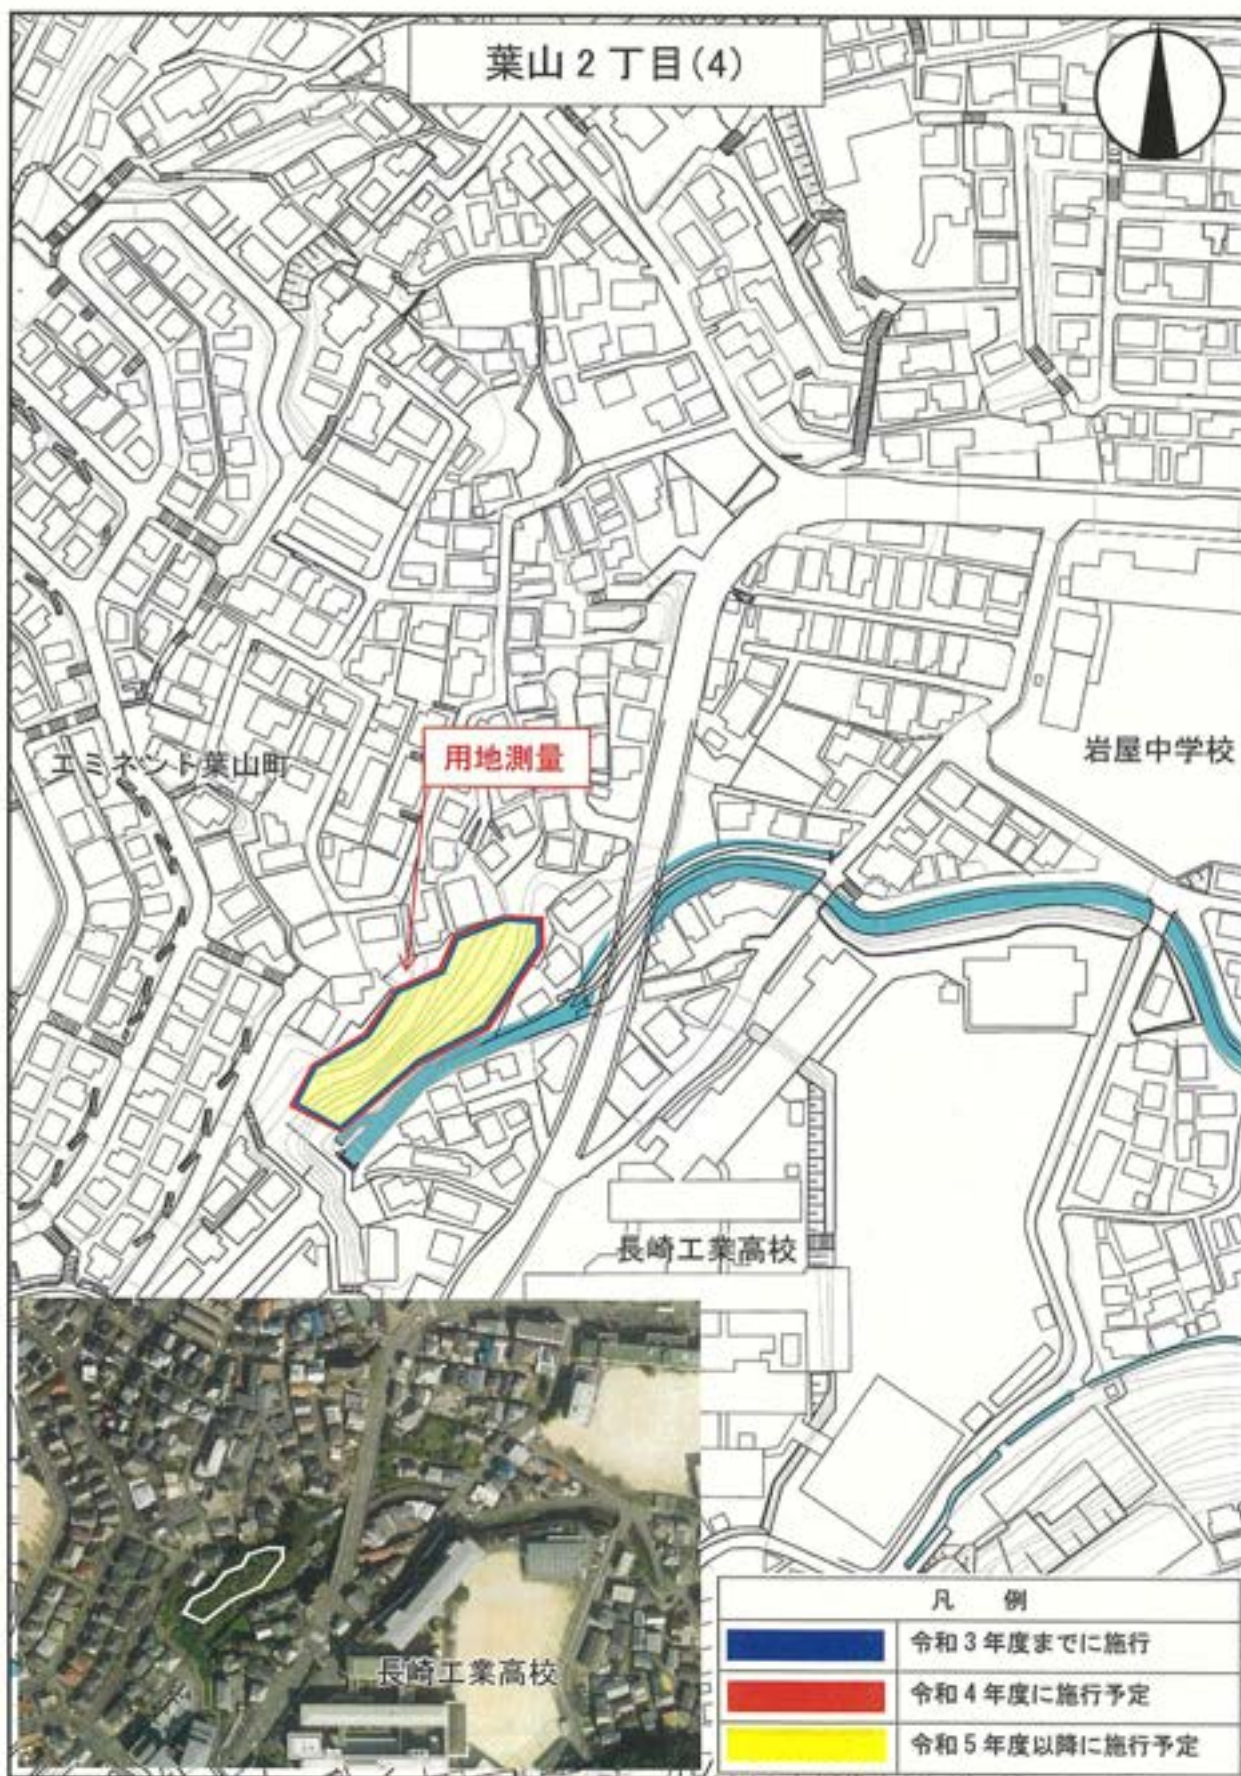 葉山2丁目(4)
エミネント葉山町
用地測量
岩屋中学校
長崎工業高校
長崎工業高校
凡 例
令和3年度までに施行
令和4年度に施行予定
令和5年度以降に施行予定